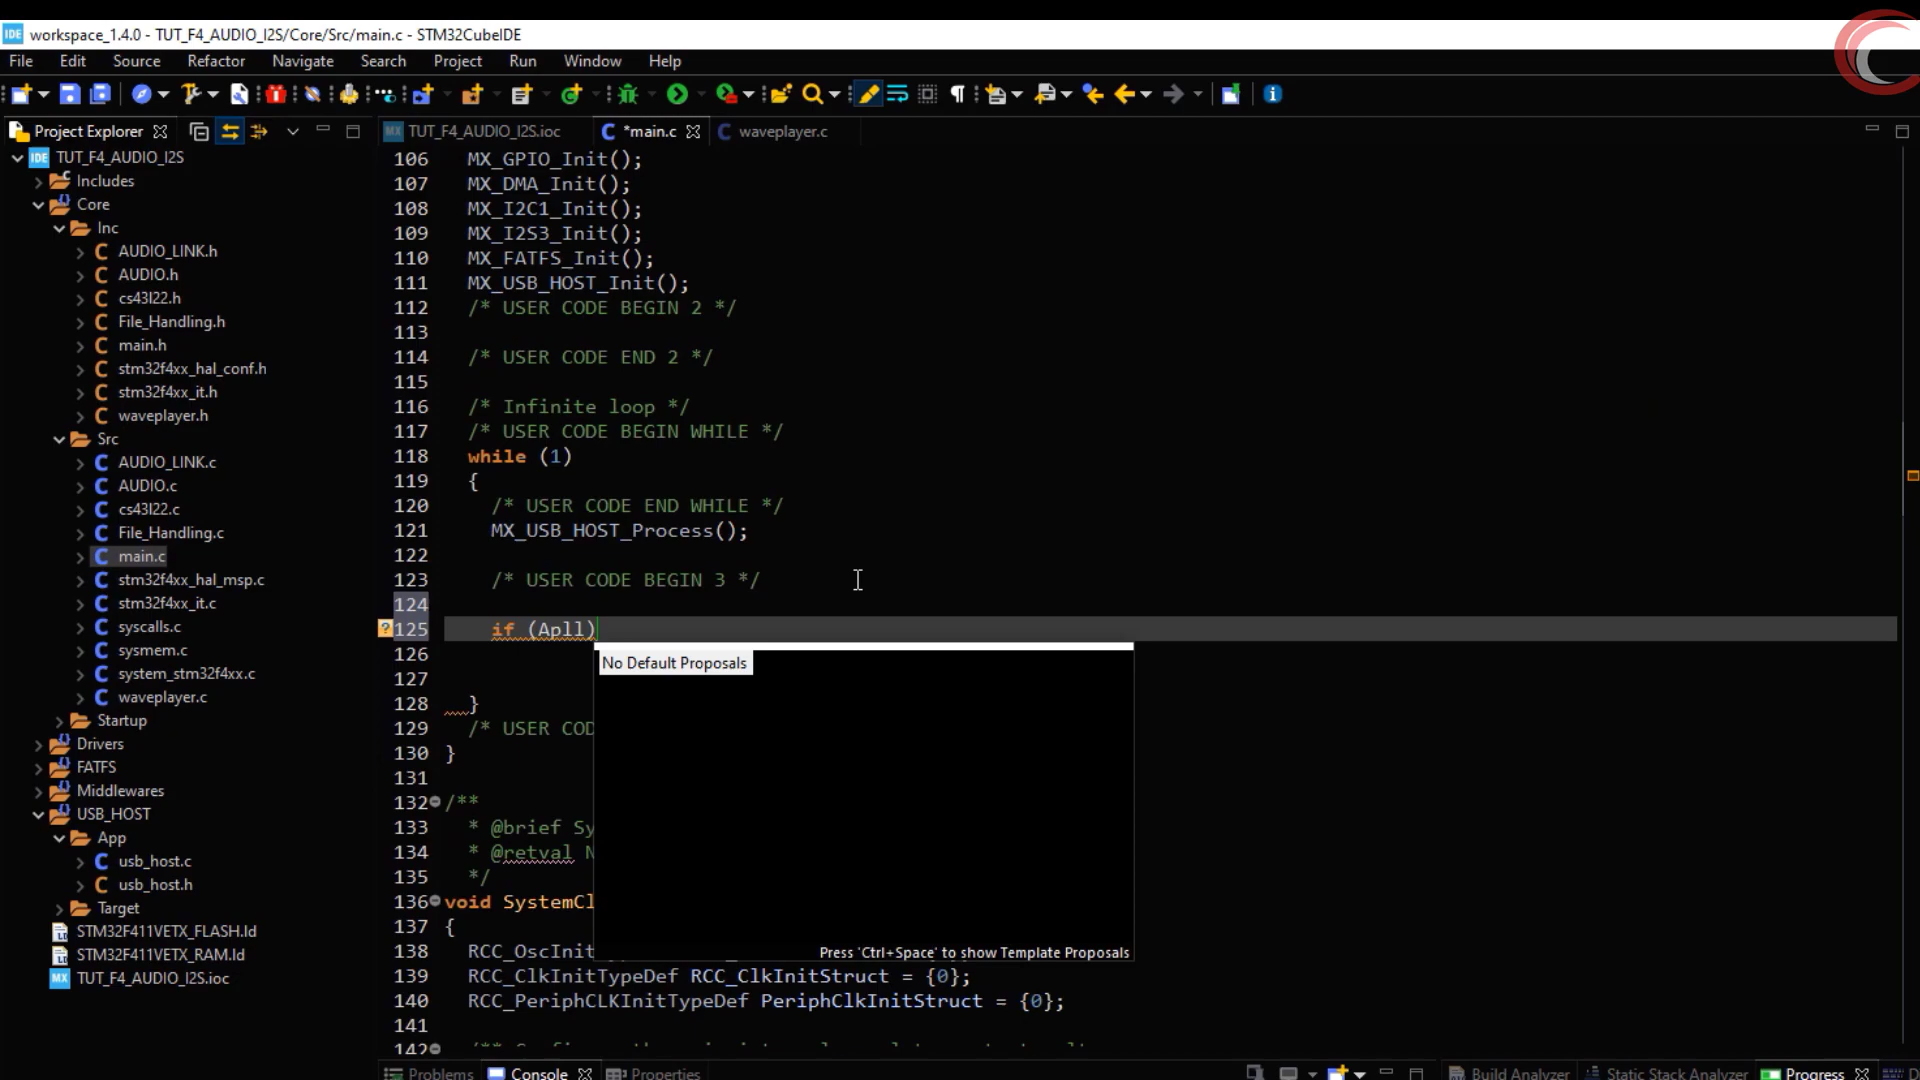 IDE workspace_1.4.0 - TUT_F4_AUDIO_I2S/Core/Src/main.c - STM32CubeIDE
File Edit Source Refactor Navigate Search Project Run Window Help
Project Explorer
MX TUT_F4_AUDIO_I2S.ioc
*main.c
waveplayer.c
IDE TUT_F4_AUDIO_I2S
Includes
Core
Inc
AUDIO_LINK.h
AUDIO.h
cs43l22.h
File_Handling.h
main.h
stm32f4xx_hal_conf.h
stm32f4xx_it.h
waveplayer.h
Src
AUDIO_LINK.c
AUDIO.c
cs43l22.c
File_Handling.c
main.c
stm32f4xx_hal_msp.c
stm32f4xx_it.c
syscalls.c
sysmem.c
system_stm32f4xx.c
waveplayer.c
Startup
Drivers
FATFS
Middlewares
USB_HOST
App
usb_host.c
usb_host.h
Target
STM32F411VETX_FLASH.ld
STM32F411VETX_RAM.ld
MX TUT_F4_AUDIO_I2S.ioc
106 MX_GPIO_Init();
107 MX_DMA_Init();
108 MX_I2C1_Init();
109 MX_I2S3_Init();
110 MX_FATFS_Init();
111 MX_USB_HOST_Init();
112 /* USER CODE BEGIN 2 */
113
114 /* USER CODE END 2 */
115
116 /* Infinite loop */
117 /* USER CODE BEGIN WHILE */
118 while (1)
119 {
120 /* USER CODE END WHILE */
121 MX_USB_HOST_Process();
122
123 /* USER CODE BEGIN 3 */
124
125 if (Apll)
126
127
128 }
129 /* USER COD
130 }
131
132 /**
133 * @brief Sy
134 * @retval N
135 */
136 void SystemCl
137 {
138 RCC_OscInit
139 RCC_ClkInitTypeDef RCC_ClkInitStruct = {0};
140 RCC_PeriphCLKInitTypeDef PeriphClkInitStruct = {0};
141
142
No Default Proposals
Press 'Ctrl+Space' to show Template Proposals
Problems Console Properties
Build Analyzer Static Stack Analyzer Progress